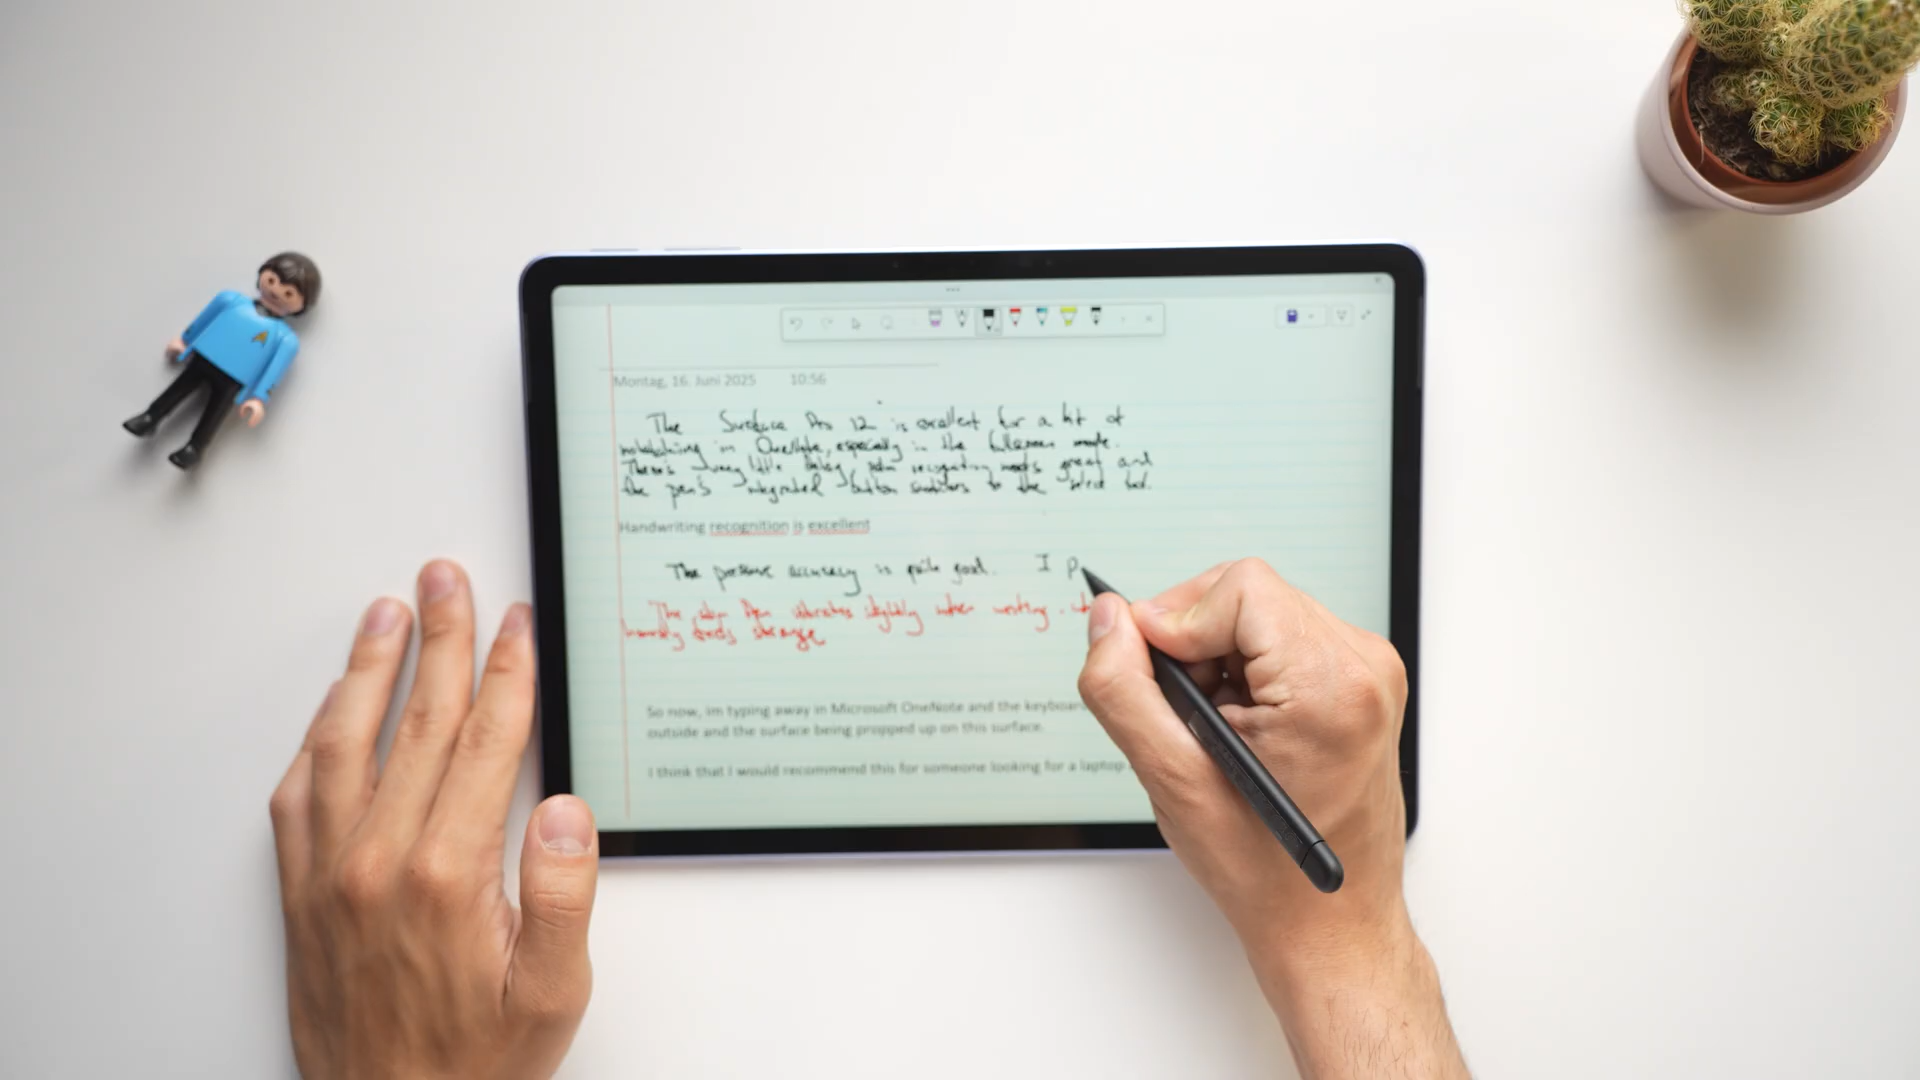 Montag, 16. Juni 2025 10:56
The Surface Pro 12 is excellent for a bit of
notetaking in OneNote, especially in the fullscreen mode.
There's very little delay, palm recognition works great and
the pen's integrated button switches to the select tool.
Handwriting recognition is excellent
The pressure accuracy is quite good. I p
The Slim Pen vibrates slightly when writing. 
honestly feels strange
So now, im typing away in Microsoft OneNote and the keyboard
outside and the surface being propped up on this surface.
I think that I would recommend this for someone looking for a laptop